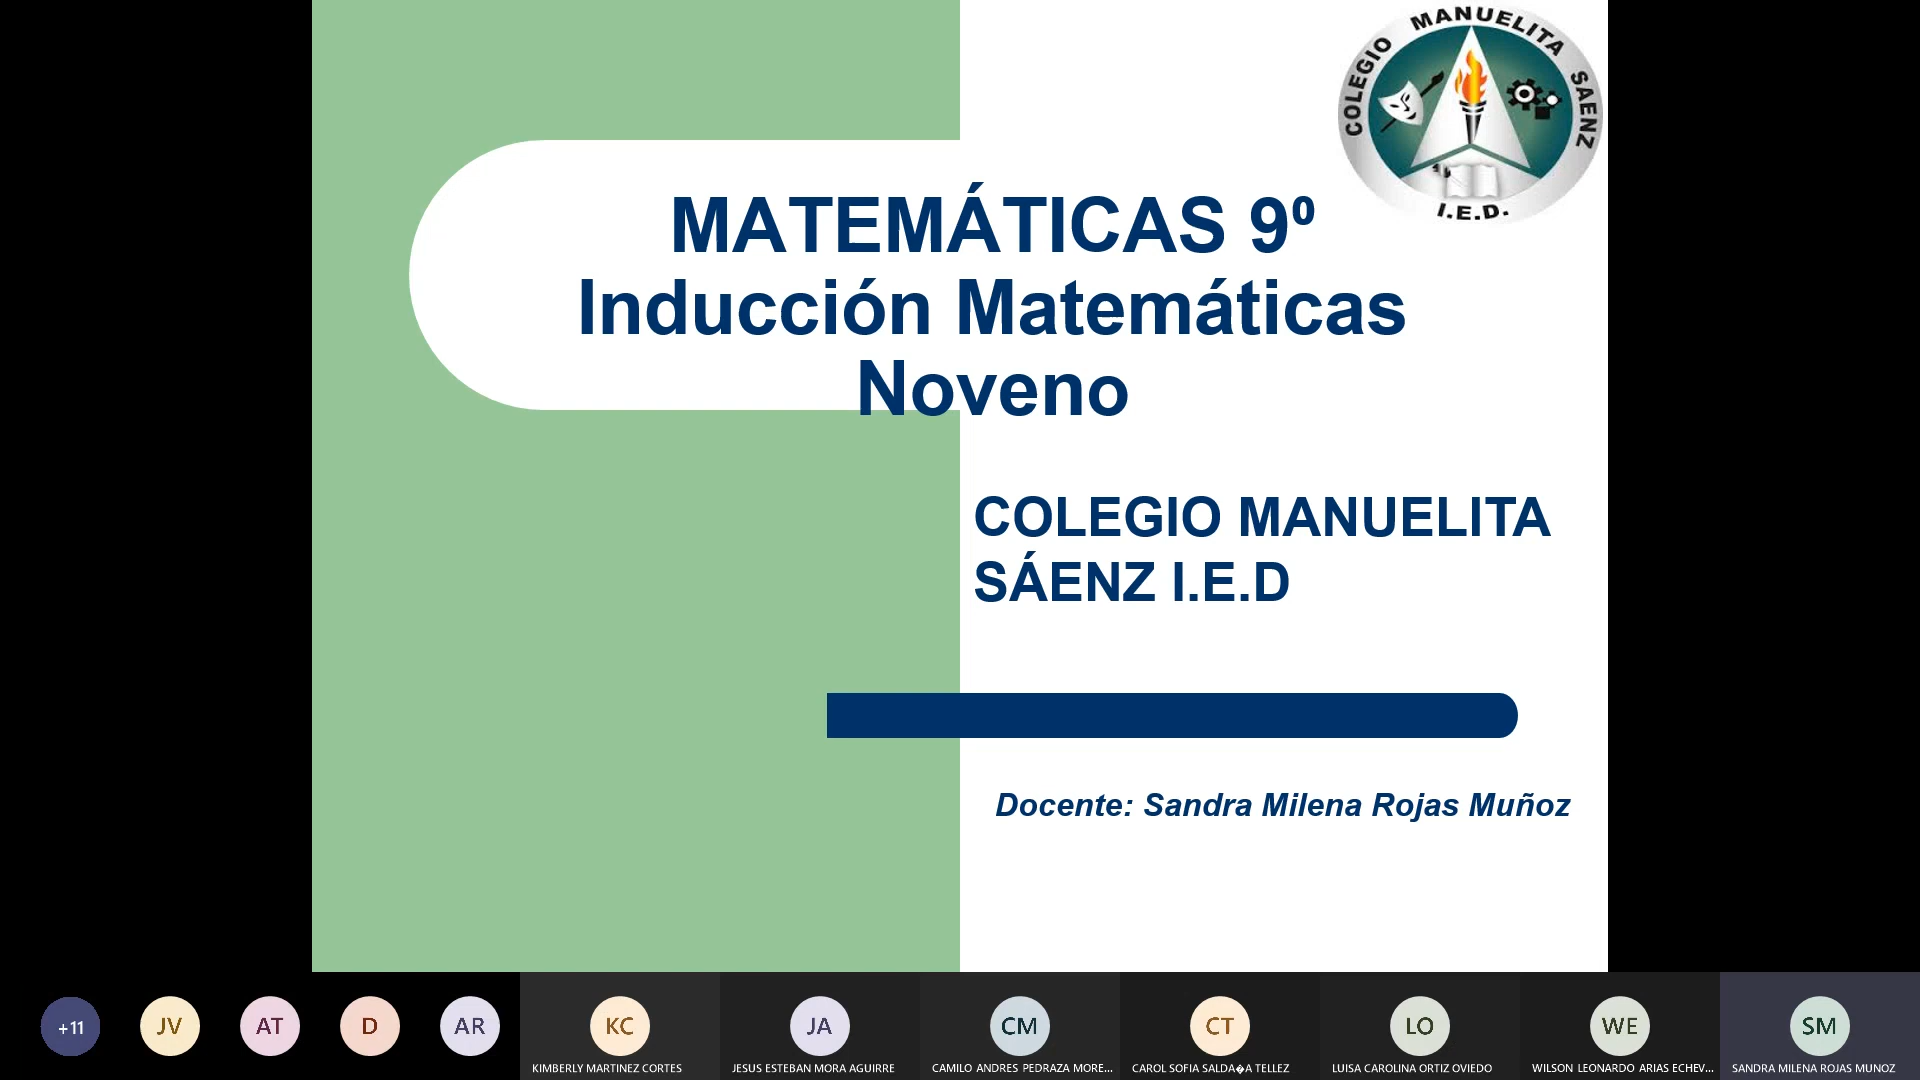 COLEGIO MANUELITA SAENZ
I.E.D.
MATEMÁTICAS 9º
Inducción Matemáticas
Noveno
COLEGIO MANUELITA
SÁENZ I.E.D
Docente: Sandra Milena Rojas Muñoz
+11
JV
AT
D
AR
KC
JA
CM
CT
LO
WE
SM
KIMBERLY MARTINEZ CORTES
JESUS ESTEBAN MORA AGUIRRE
CAMILO ANDRES PEDRAZA MORE...
CAROL SOFIA SALDA�A TELLEZ
LUISA CAROLINA ORTIZ OVIEDO
WILSON LEONARDO ARIAS ECHEV...
SANDRA MILENA ROJAS MUNOZ